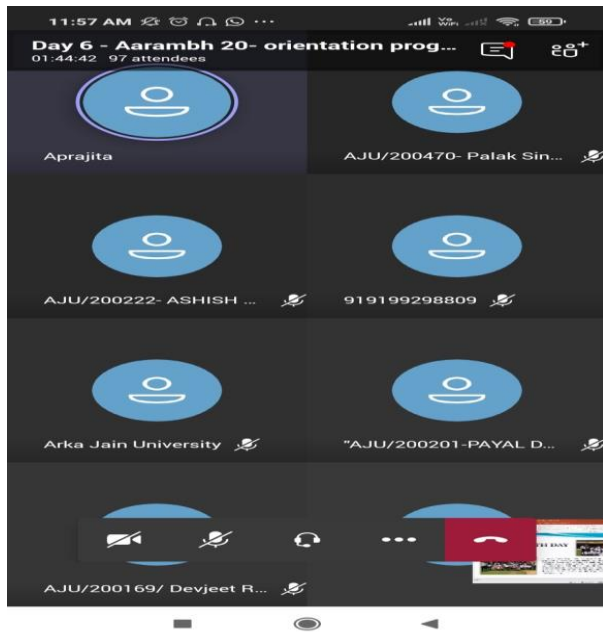 11:57 AM
59
Day 6 - Aarambh 20- orientation prog...
01:44:42 97 attendees
Aprajita
AJU/200470- Palak Sin...
AJU/200222- ASHISH ...
919199298809
Arka Jain University
"AJU/200201-PAYAL D...
AJU/200169/ Devjeet R...